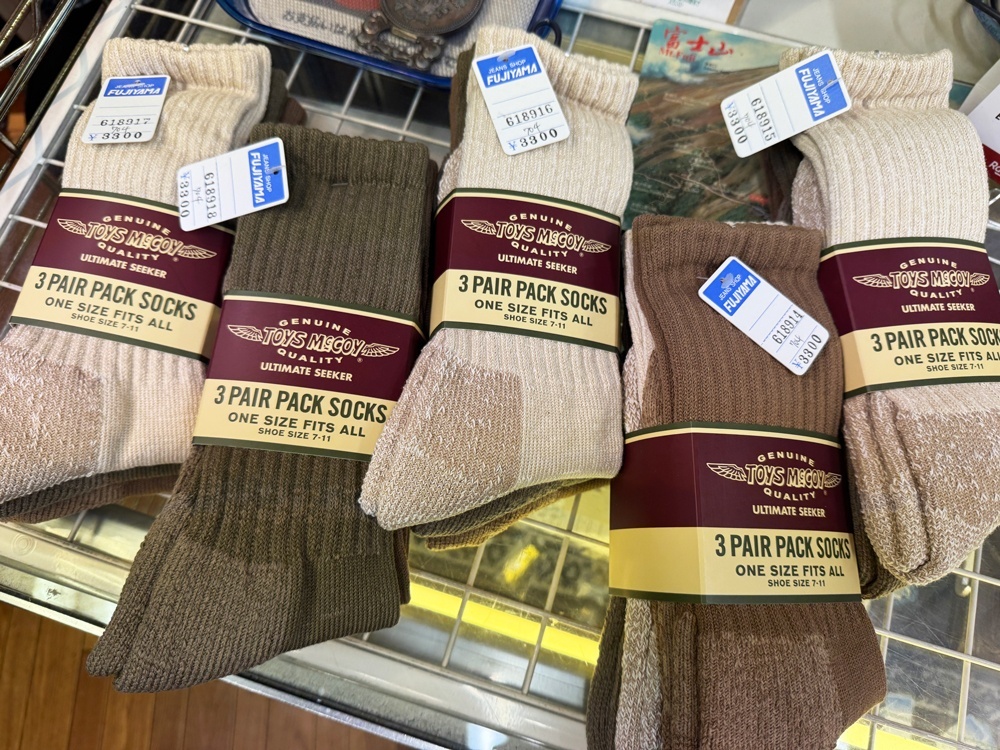 富士山
JEANS SHOP
FUJIYAMA
618917
704
¥3300
GENUINE
TOYS McCOY
QUALITY
ULTIMATE SEEKER
3 PAIR PACK SOCKS
ONE SIZE FITS ALL
SHOE SIZE 7-11
JEANS SHOP
FUJIYAMA
618918
704
¥3300
GENUINE
TOYS McCOY
QUALITY
®
ULTIMATE SEEKER
3 PAIR PACK SOCKS
ONE SIZE FITS ALL
SHOE SIZE 7-11
JEANS SHOP
FUJIYAMA
618916
704
¥3300
GENUINE
TOYS McCOY
QUALITY
®
ULTIMATE SEEKER
3 PAIR PACK SOCKS
ONE SIZE FITS ALL
SHOE SIZE 7-11
JEANS SHOP
FUJIYAMA
618914
704
¥3300
GENUINE
TOYS McCOY
QUALITY
®
ULTIMATE SEEKER
3 PAIR PACK SOCKS
ONE SIZE FITS ALL
SHOE SIZE 7-11
JEANS SHOP
FUJIYAMA
618915
704
¥3300
GENUINE
TOYS McCOY
QUALITY
®
ULTIMATE SEEKER
3 PAIR PACK SOCK
ONE SIZE FITS AL
SHOE SIZE 7-11